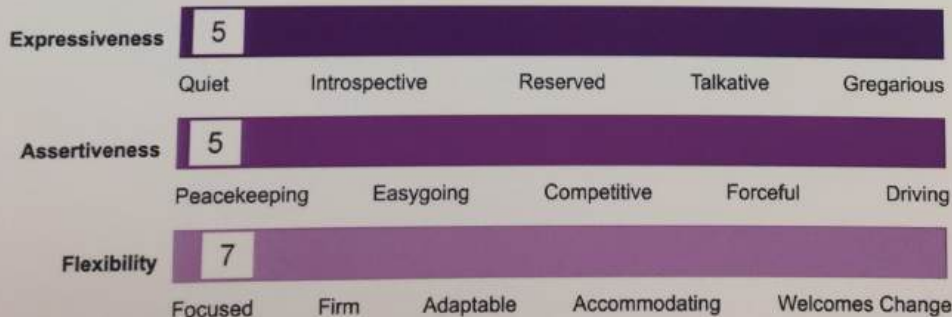 Expressiveness 5
Quiet Introspective Reserved Talkative Gregarious
Assertiveness 5
Peacekeeping Easygoing Competitive Forceful Driving
Flexibility 7
Focused Firm Adaptable Accommodating Welcomes Change